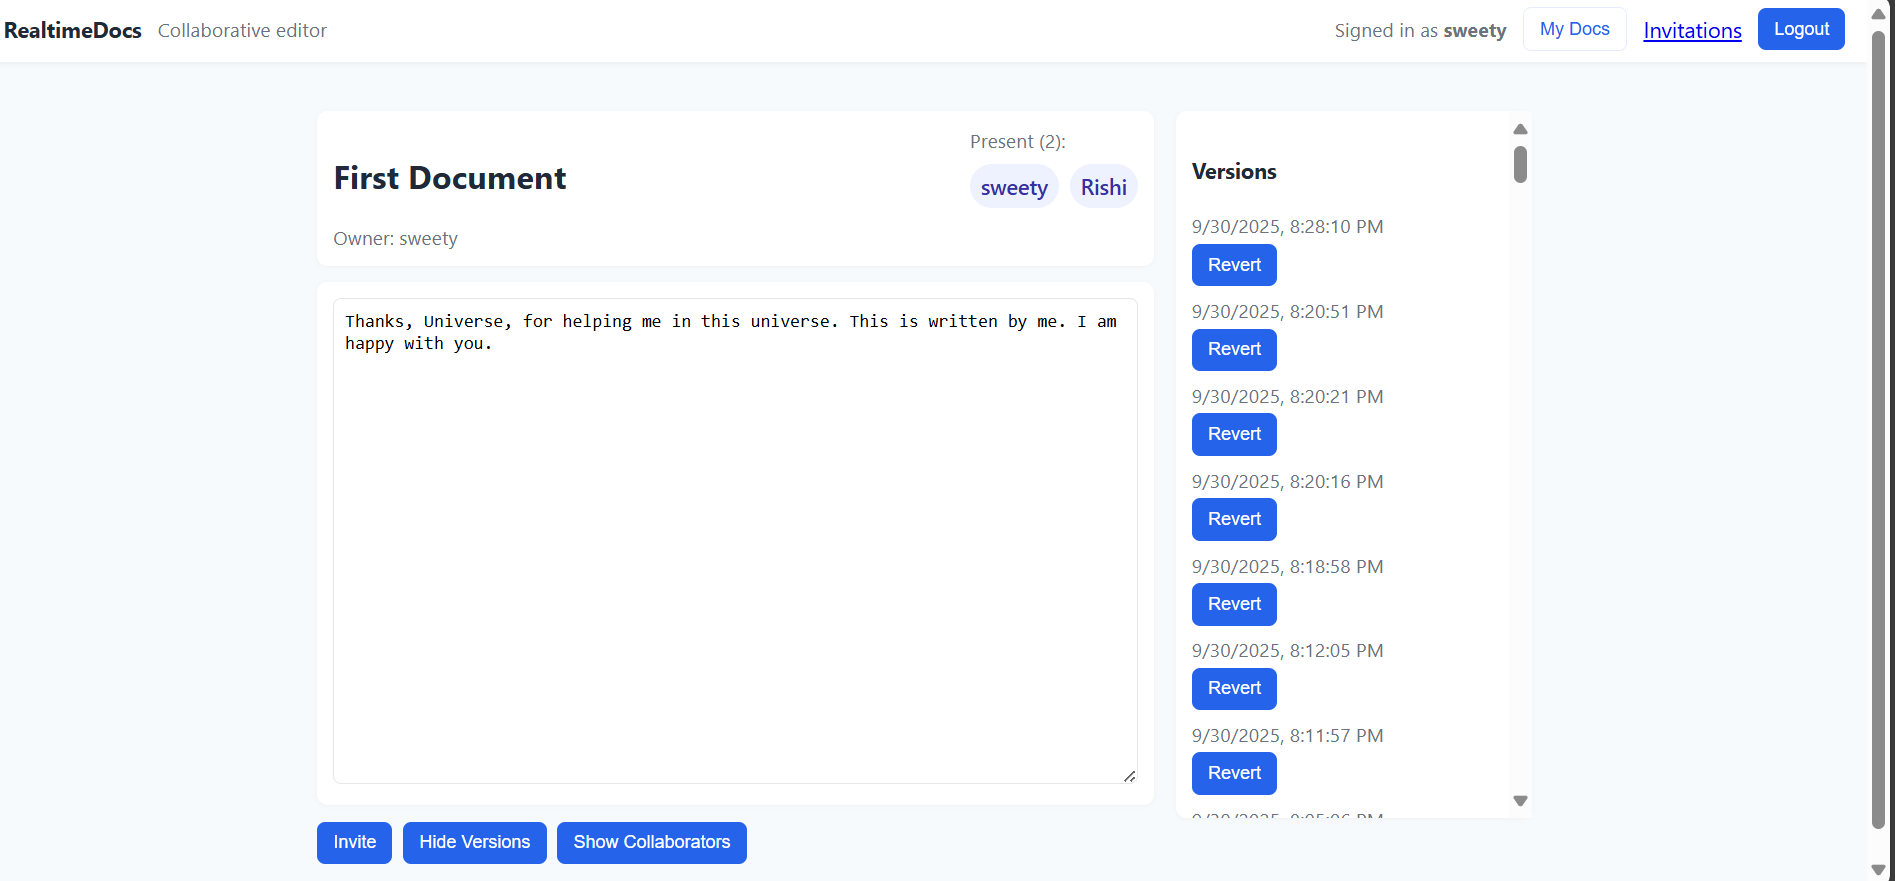 RealtimeDocs Collaborative editor Signed in as sweety My Docs Invitations Logout
First Document
Owner: sweety
Present (2):
sweety Rishi
Thanks, Universe, for helping me in this universe. This is written by me. I am
happy with you.
Invite Hide Versions Show Collaborators
Versions
9/30/2025, 8:28:10 PM
Revert
9/30/2025, 8:20:51 PM
Revert
9/30/2025, 8:20:21 PM
Revert
9/30/2025, 8:20:16 PM
Revert
9/30/2025, 8:18:58 PM
Revert
9/30/2025, 8:12:05 PM
Revert
9/30/2025, 8:11:57 PM
Revert